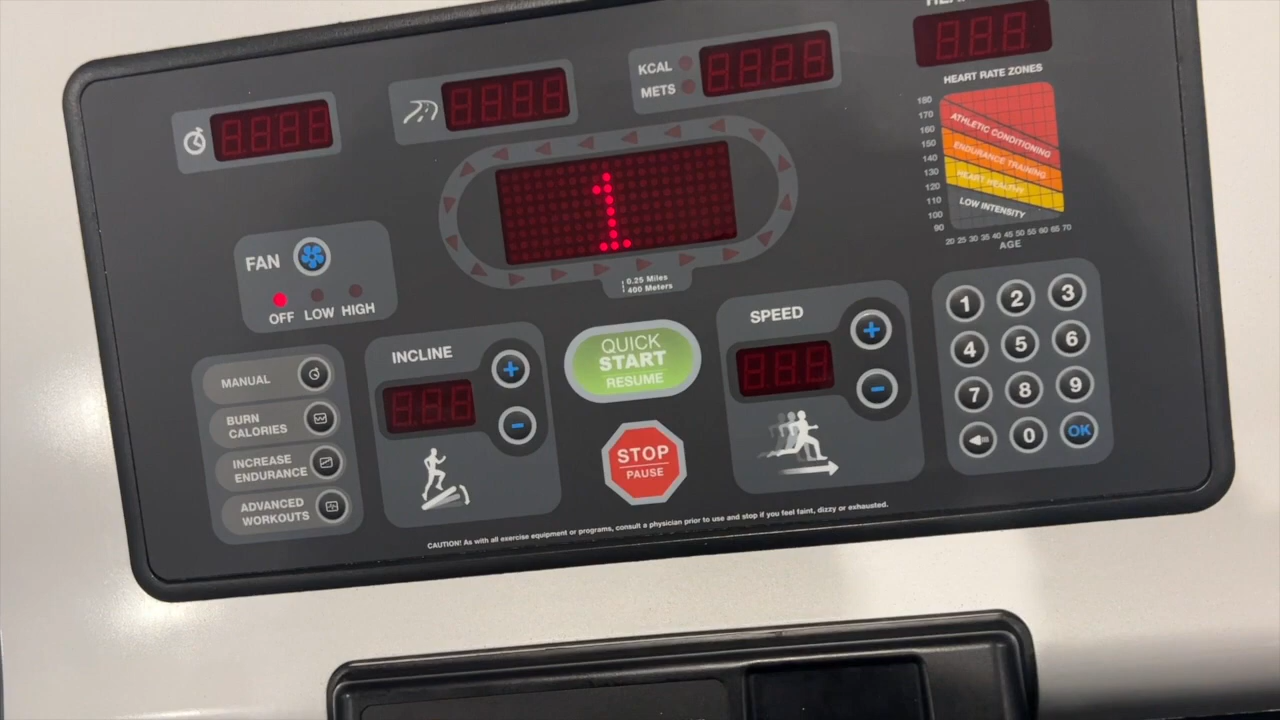 KCAL
METS
HEART RATE ZONES
180
170
160
150
140
130
120
110
100
90
ATHLETIC CONDITIONING
ENDURANCE TRAINING
HEART HEALTHY
LOW INTENSITY
20 25 30 35 40 45 50 55 60 65 70
AGE
1
0.25 Miles
400 Meters
FAN
OFF LOW HIGH
MANUAL
BURN
CALORIES
INCREASE
ENDURANCE
ADVANCED
WORKOUTS
INCLINE
+
-
QUICK
START
RESUME
STOP
PAUSE
SPEED
+
-
1 2 3
4 5 6
7 8 9
0 OK
CAUTION! As with all exercise equipment or programs, consult a physician prior to use and stop if you feel faint, dizzy or exhausted.